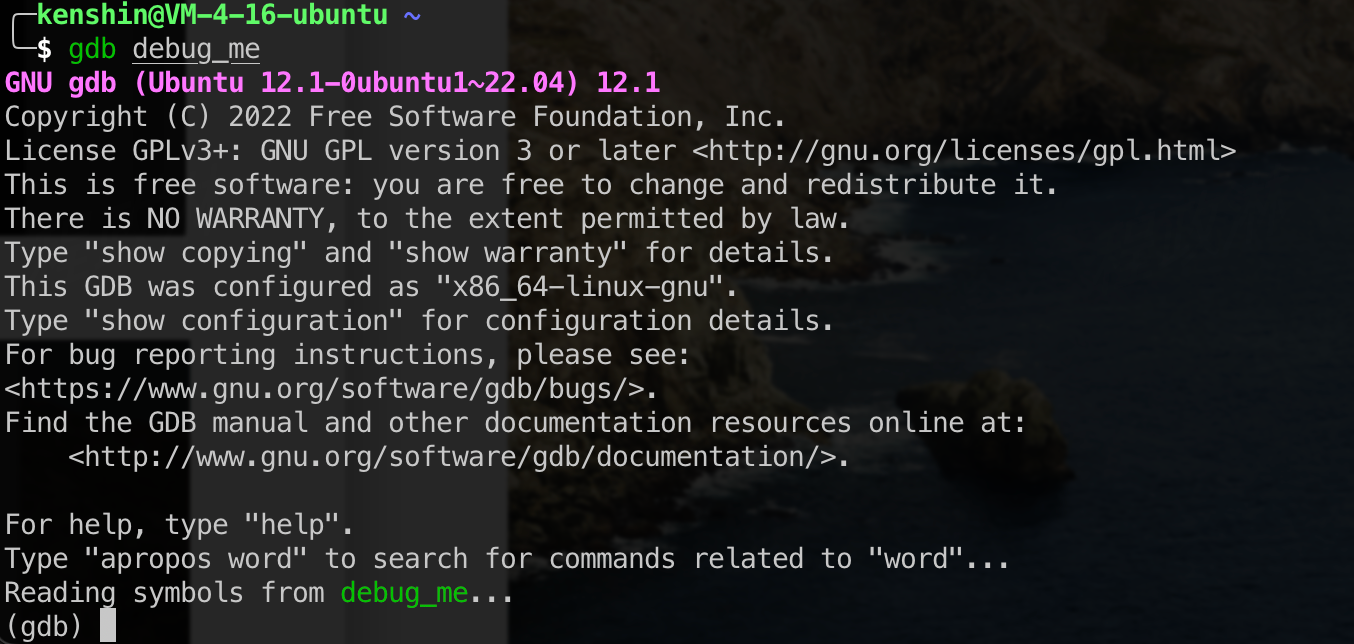 kenshin@VM-4-16-ubuntu ~
$ gdb debug_me
GNU gdb (Ubuntu 12.1-0ubuntu1~22.04) 12.1
Copyright (C) 2022 Free Software Foundation, Inc.
License GPLv3+: GNU GPL version 3 or later <http://gnu.org/licenses/gpl.html>
This is free software: you are free to change and redistribute it.
There is NO WARRANTY, to the extent permitted by law.
Type "show copying" and "show warranty" for details.
This GDB was configured as "x86_64-linux-gnu".
Type "show configuration" for configuration details.
For bug reporting instructions, please see:
<https://www.gnu.org/software/gdb/bugs/>.
Find the GDB manual and other documentation resources online at:
    <http://www.gnu.org/software/gdb/documentation/>.

For help, type "help".
Type "apropos word" to search for commands related to "word"...
Reading symbols from debug_me...
(gdb)